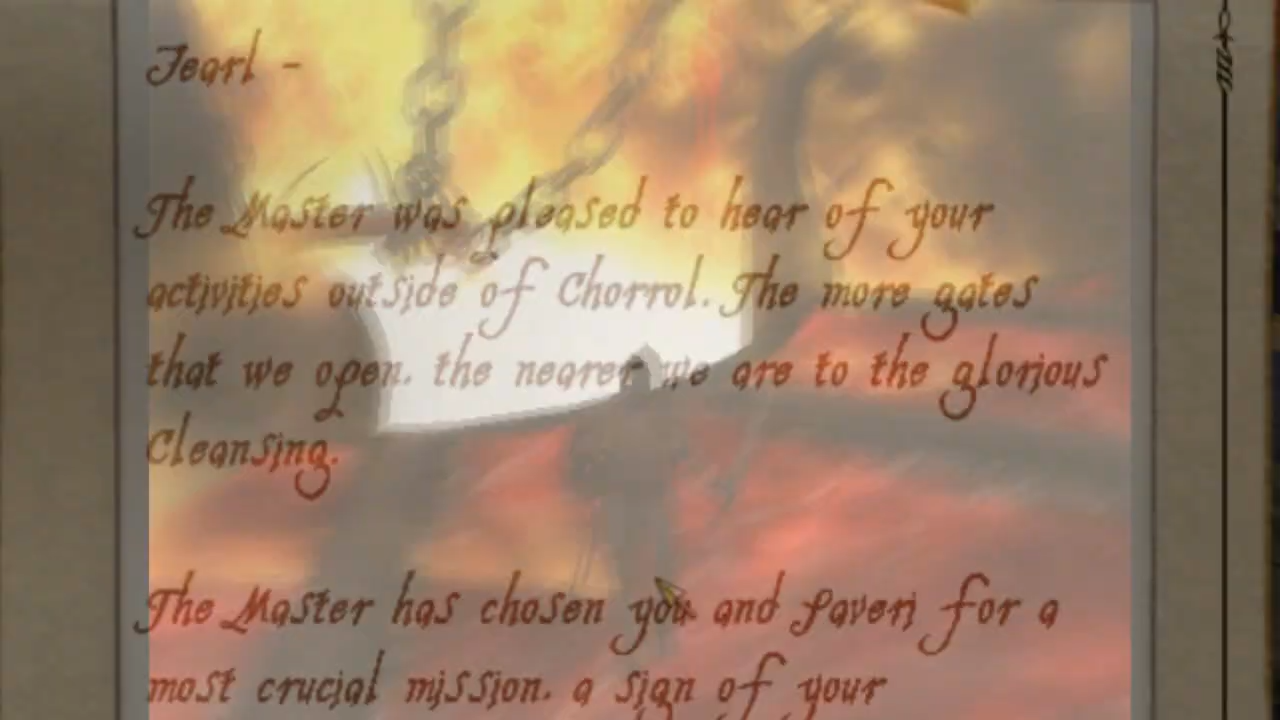 Jearl -
The Master was pleased to hear of your
activities outside of Chorrol. The more gates
that we open, the nearer we are to the glorious
Cleansing.
The Master has chosen you and Saveri for a
most crucial mission, a sign of your